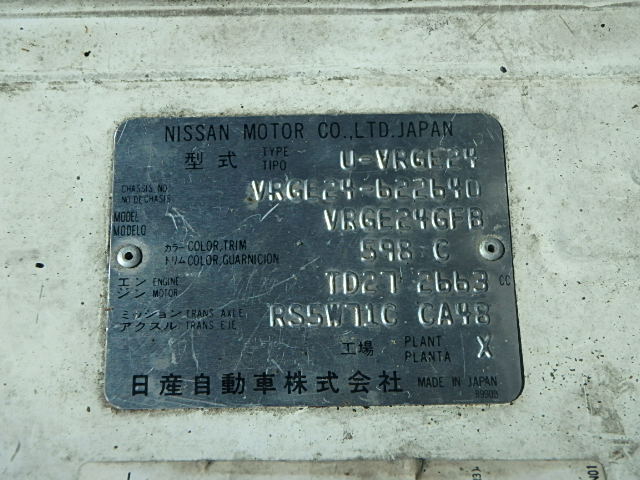 NISSAN MOTOR CO.,LTD.JAPAN
型式 TYPE TIPO U-VRGE24
CHASSIS NO. NO DE CHASIS VRGE24-622640
MODEL MODELO VRGE24GFB
カラー COLOR,TRIM トリム COLOR,GUARNICION 598 C
エンジン ENGINE MOTOR TD27 2663 CC
ミッション TRANS. AXLE アクスル TRANS. EJE RS5W71C CA48
工場 PLANT PLANTA X
日産自動車株式会社 MADE IN JAPAN